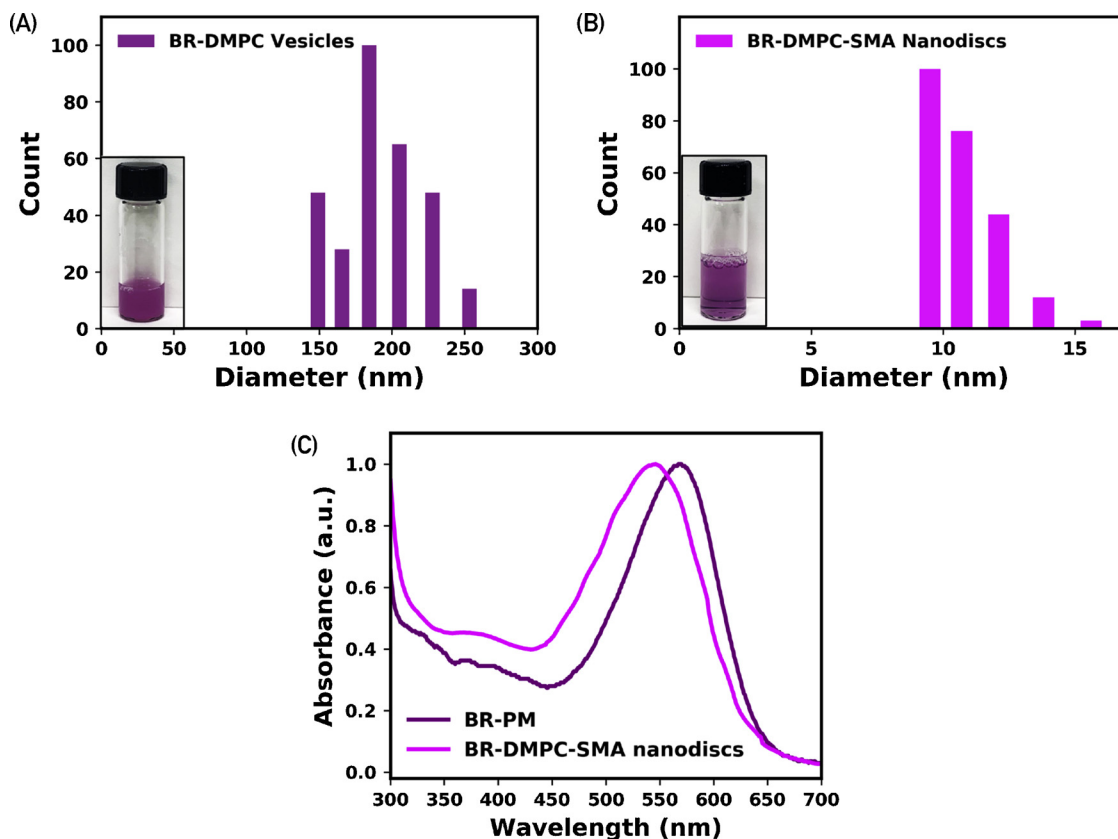 (A)
BR-DMPC Vesicles
100
80
60
40
20
0
Count
0 50 100 150 200 250 300
Diameter (nm)
(B)
BR-DMPC-SMA Nanodiscs
100
80
60
40
20
0
Count
0 5 10 15
Diameter (nm)
(C)
1.0
0.8
0.6
0.4
0.2
0.0
Absorbance (a.u.)
BR-PM
BR-DMPC-SMA nanodiscs
300 350 400 450 500 550 600 650 700
Wavelength (nm)